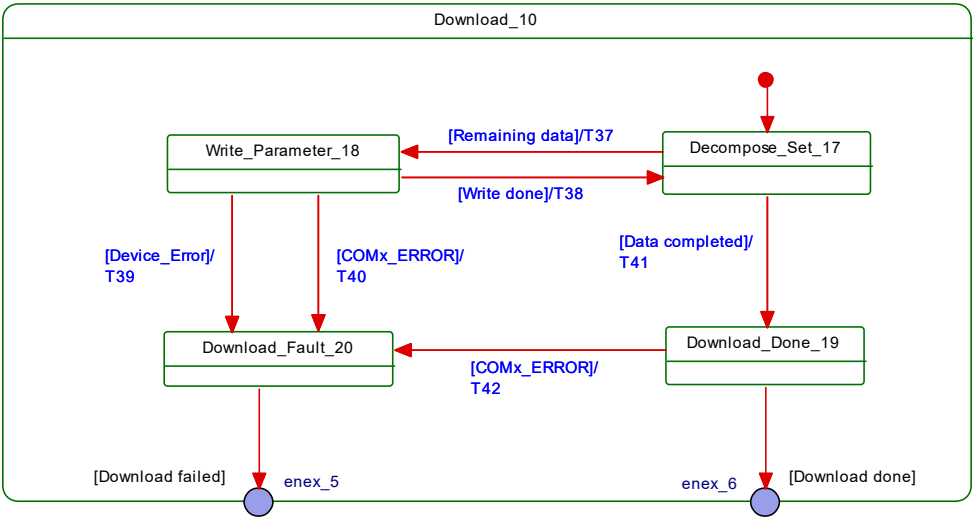 Download_10
[Remaining data]/T37
Write_Parameter_18
Decompose_Set_17
[Write done]/T38
[Device_Error]/
T39
[COMx_ERROR]/
T40
[Data completed]/
T41
Download_Fault_20
Download_Done_19
[COMx_ERROR]/
T42
[Download failed]
enex_5
enex_6
[Download done]